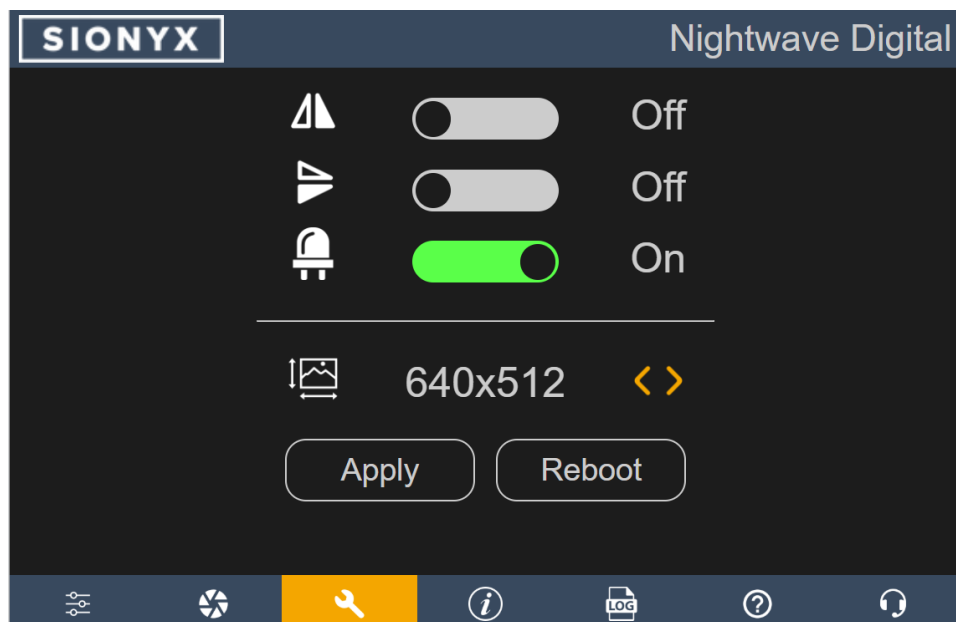 SIONYX
Nightwave Digital
Off
Off
On
640x512
Apply
Reboot
LOG